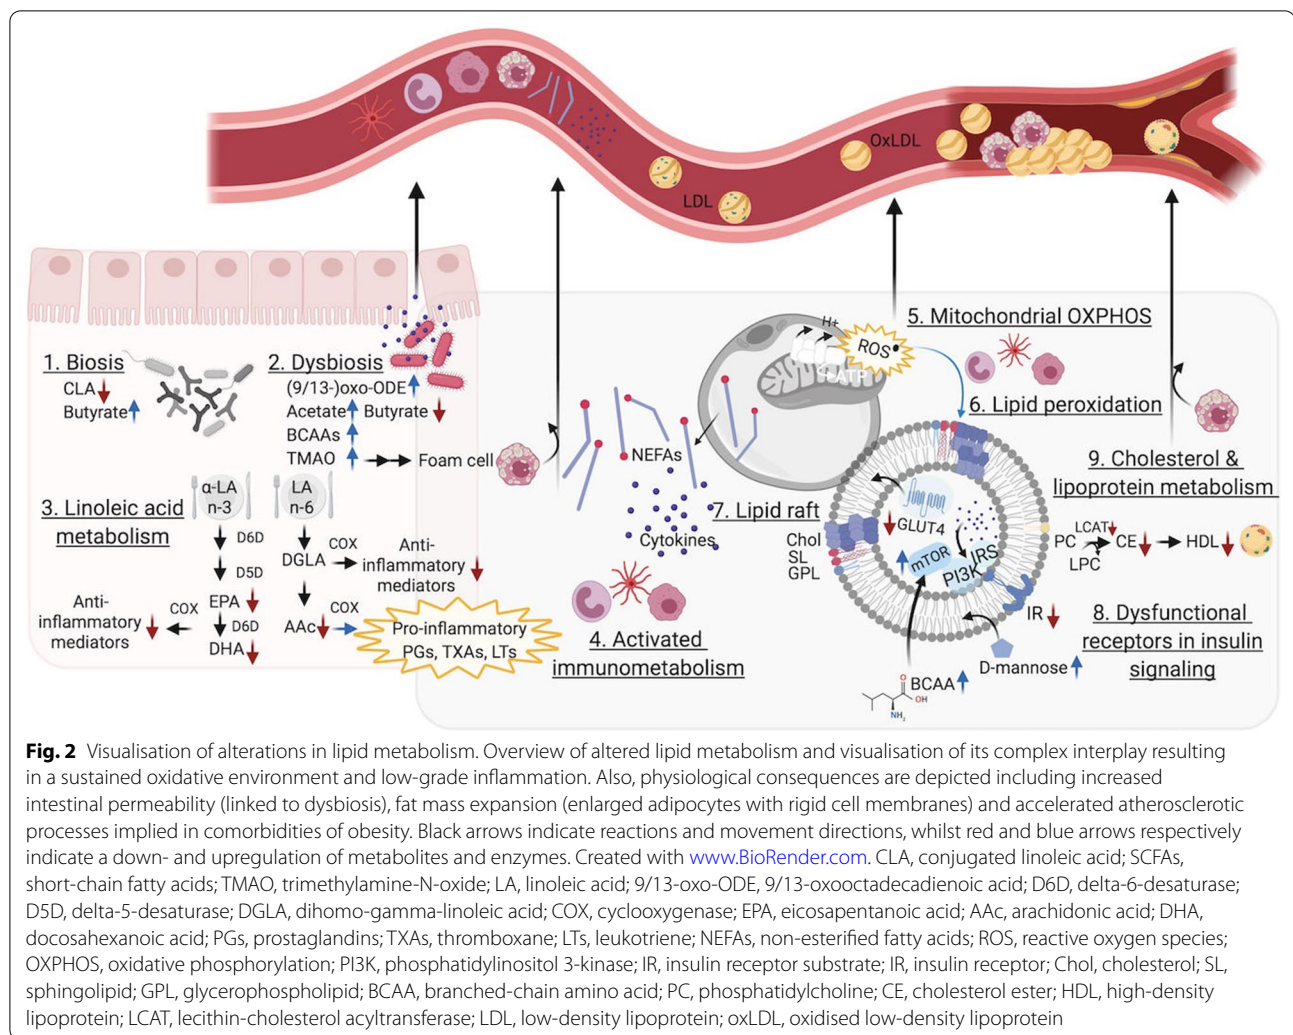 OxLDL
LDL
1. Biosis
CLA
Butyrate
2. Dysbiosis
(9/13-)oxo-ODE
Acetate Butyrate
BCAAs
TMAO
Foam cell
3. Linoleic acid
metabolism
α-LA
n-3
D6D
D5D
EPA
D6D
DHA
COX
Anti-
inflammatory
mediators
LA
n-6
DGLA
COX
Anti-
inflammatory
mediators
AAc
COX
Pro-inflammatory
PGs, TXAs, LTs
NEFAs
Cytokines
4. Activated
immunometabolism
H+
ROS
ATP
5. Mitochondrial OXPHOS
6. Lipid peroxidation
7. Lipid raft
Chol
SL
GPL
GLUT4
mTOR
IRS
PI3K
IR
D-mannose
BCAA
O
OH
NH₂
8. Dysfunctional
receptors in insulin
signaling
9. Cholesterol &
lipoprotein metabolism
LCAT
PC
CE
HDL
LPC
Fig. 2 Visualisation of alterations in lipid metabolism. Overview of altered lipid metabolism and visualisation of its complex interplay resulting
in a sustained oxidative environment and low-grade inflammation. Also, physiological consequences are depicted including increased
intestinal permeability (linked to dysbiosis), fat mass expansion (enlarged adipocytes with rigid cell membranes) and accelerated atherosclerotic
processes implied in comorbidities of obesity. Black arrows indicate reactions and movement directions, whilst red and blue arrows respectively
indicate a down- and upregulation of metabolites and enzymes. Created with www.BioRender.com. CLA, conjugated linoleic acid; SCFAs,
short-chain fatty acids; TMAO, trimethylamine-N-oxide; LA, linoleic acid; 9/13-oxo-ODE, 9/13-oxooctadecadienoic acid; D6D, delta-6-desaturase;
D5D, delta-5-desaturase; DGLA, dihomo-gamma-linoleic acid; COX, cyclooxygenase; EPA, eicosapentanoic acid; AAc, arachidonic acid; DHA,
docosahexanoic acid; PGs, prostaglandins; TXAs, thromboxane; LTs, leukotriene; NEFAs, non-esterified fatty acids; ROS, reactive oxygen species;
OXPHOS, oxidative phosphorylation; PI3K, phosphatidylinositol 3-kinase; IR, insulin receptor substrate; IR, insulin receptor; Chol, cholesterol; SL,
sphingolipid; GPL, glycerophospholipid; BCAA, branched-chain amino acid; PC, phosphatidylcholine; CE, cholesterol ester; HDL, high-density
lipoprotein; LCAT, lecithin-cholesterol acyltransferase; LDL, low-density lipoprotein; oxLDL, oxidised low-density lipoprotein